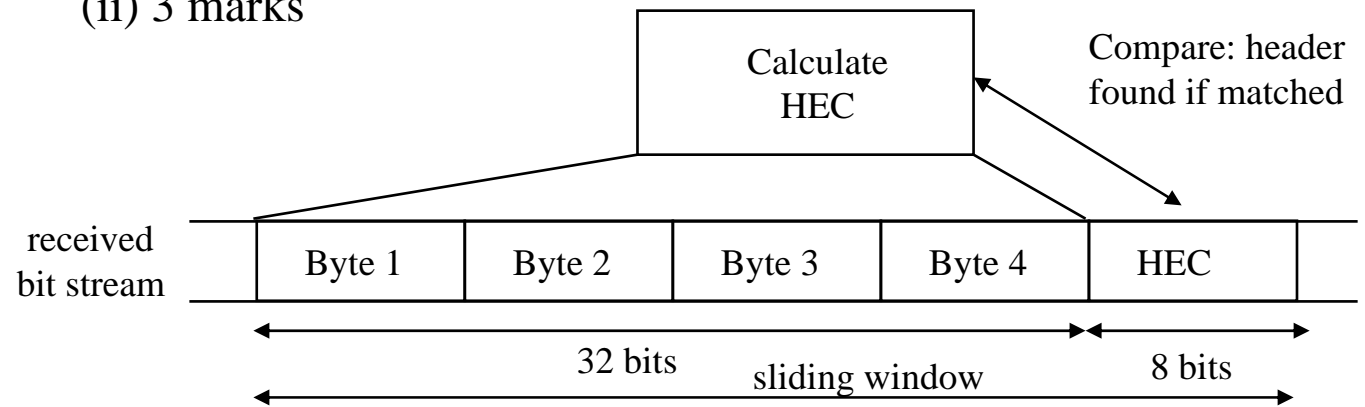 (ii) 3 marks
Calculate
HEC
Compare: header
found if matched
received
bit stream
Byte 1
Byte 2
Byte 3
Byte 4
HEC
32 bits
8 bits
sliding window